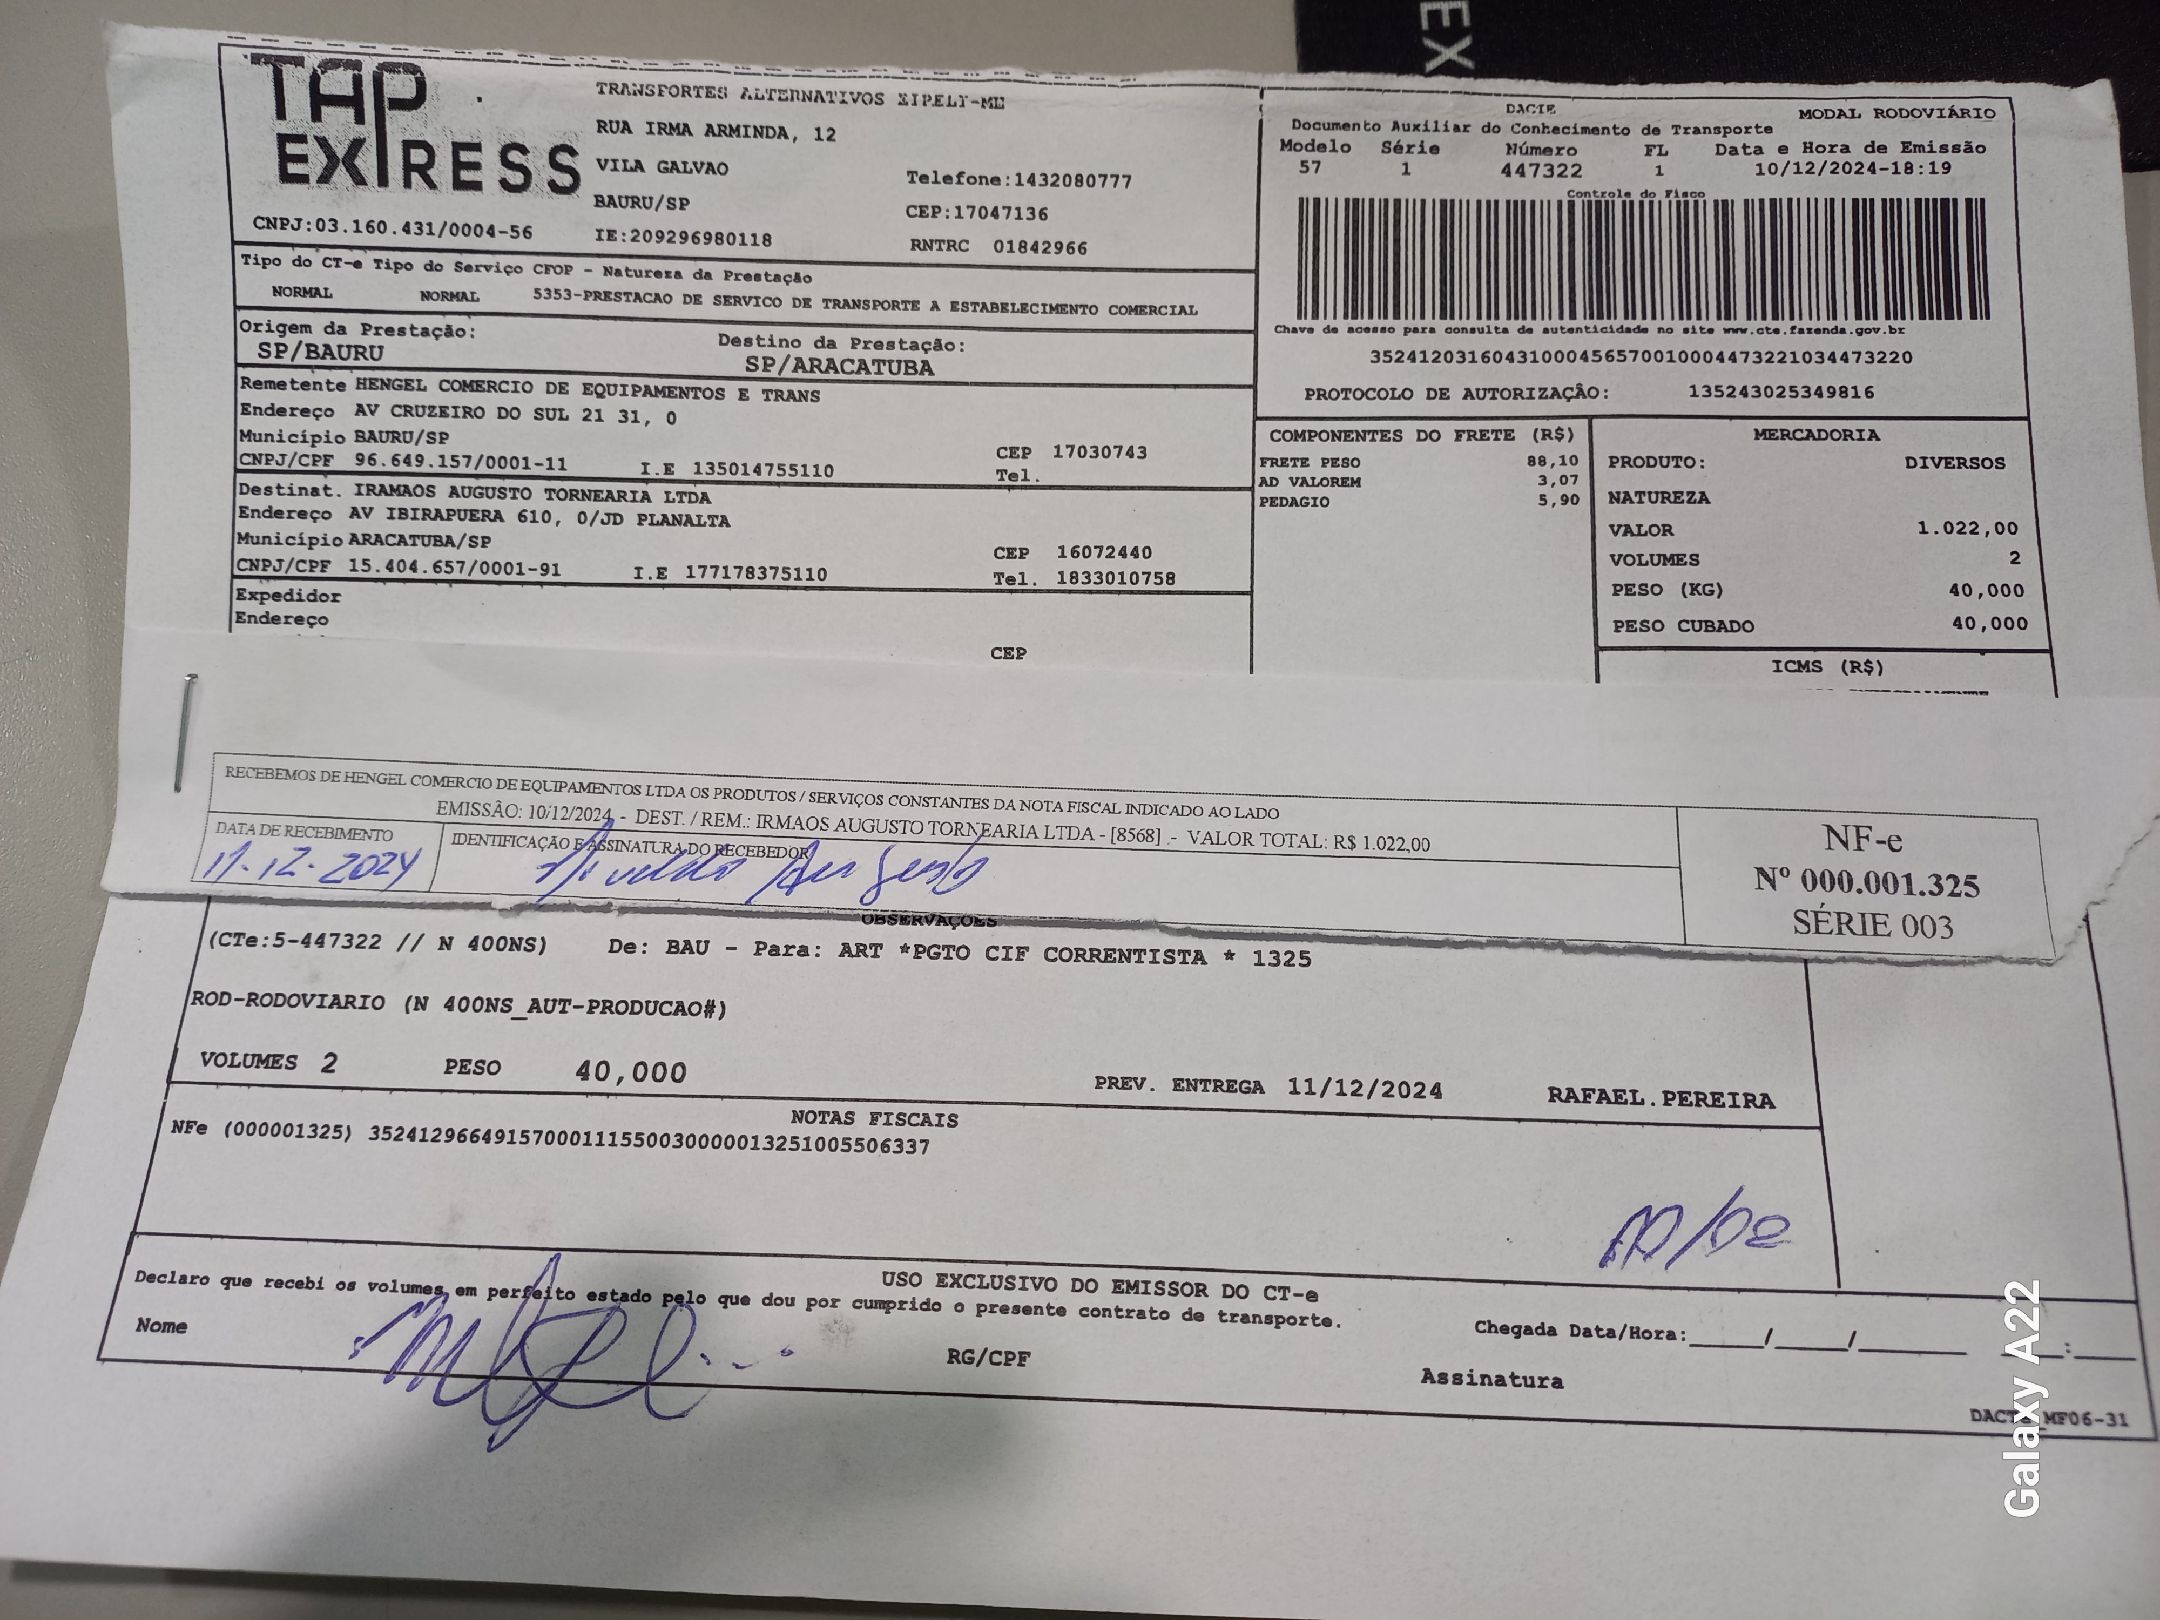 EX
TAP
EXPRESS
CNPJ:03.160.431/0004-56
TRANSPORTES ALTERNATIVOS XIPELY-ME
RUA IRMA ARMINDA, 12
VILA GALVAO
Telefone:1432080777
BAURU/SP
CEP:17047136
IE:209296980118
RNTRC 01842966
DACTE
MODAL RODOVIÁRIO
Documento Auxiliar do Conhecimento de Transporte
Modelo Série Número FL Data e Hora de Emissão
57 1 447322 1 10/12/2024-18:19
Controle do Fisco
Chave de acesso para consulta de autenticidade no site www.cte.fazenda.gov.br
35241203160431000456570010004473221034473220
PROTOCOLO DE AUTORIZAÇÂO: 135243025349816
Tipo do CT-e Tipo do Serviço CFOP - Natureza da Prestação
NORMAL NORMAL 5353-PRESTACAO DE SERVICO DE TRANSPORTE A ESTABELECIMENTO COMERCIAL
Origem da Prestação: Destino da Prestação:
SP/BAURU SP/ARACATUBA
Remetente HENGEL COMERCIO DE EQUIPAMENTOS E TRANS
Endereço AV CRUZEIRO DO SUL 21 31, 0
Município BAURU/SP CEP 17030743
CNPJ/CPF 96.649.157/0001-11 I.E 135014755110 Tel.
Destinat. IRAMAOS AUGUSTO TORNEARIA LTDA
Endereço AV IBIRAPUERA 610, 0/JD PLANALTA
Município ARACATUBA/SP CEP 16072440
CNPJ/CPF 15.404.657/0001-91 I.E 177178375110 Tel. 1833010758
Expedidor
Endereço
CEP
COMPONENTES DO FRETE (R$)
FRETE PESO 88,10
AD VALOREM 3,07
PEDAGIO 5,90
MERCADORIA
PRODUTO: DIVERSOS
NATUREZA
VALOR 1.022,00
VOLUMES 2
PESO (KG) 40,000
PESO CUBADO 40,000
ICMS (R$)
RECEBEMOS DE HENGEL COMERCIO DE EQUIPAMENTOS LTDA OS PRODUTOS / SERVIÇOS CONSTANTES DA NOTA FISCAL INDICADO AO LADO
EMISSÃO: 10/12/2024 - DEST. / REM.: IRMAOS AUGUSTO TORNEARIA LTDA - [8568] - VALOR TOTAL: R$ 1.022,00
DATA DE RECEBIMENTO IDENTIFICAÇÃO E ASSINATURA DO RECEBEDOR
11.12.2024
NF-e
Nº 000.001.325
SÉRIE 003
OBSERVAÇOES
(CTe:5-447322 // N 400NS) De: BAU - Para: ART *PGTO CIF CORRENTISTA * 1325
ROD-RODOVIARIO (N 400NS_AUT-PRODUCAO#)
VOLUMES 2 PESO 40,000 PREV. ENTREGA 11/12/2024 RAFAEL.PEREIRA
NOTAS FISCAIS
NFe (000001325) 35241296649157000111550030000013251005506337
USO EXCLUSIVO DO EMISSOR DO CT-e
Declaro que recebi os volumes em perfeito estado pelo que dou por cumprido o presente contrato de transporte.
Nome RG/CPF Assinatura
Chegada Data/Hora:_____/_____/_______ ____:____
DACTE_MF06-31
Galaxy A22